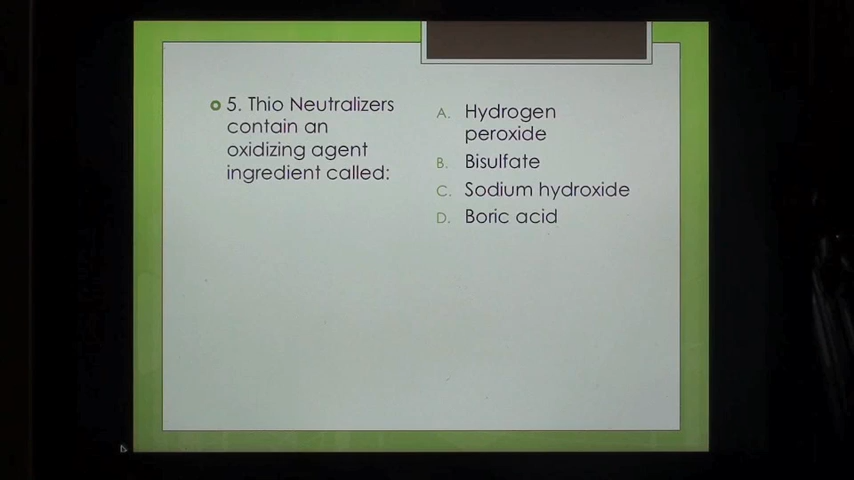 5. Thio Neutralizers
contain an
oxidizing agent
ingredient called:
A. Hydrogen
peroxide
B. Bisulfate
C. Sodium hydroxide
D. Boric acid